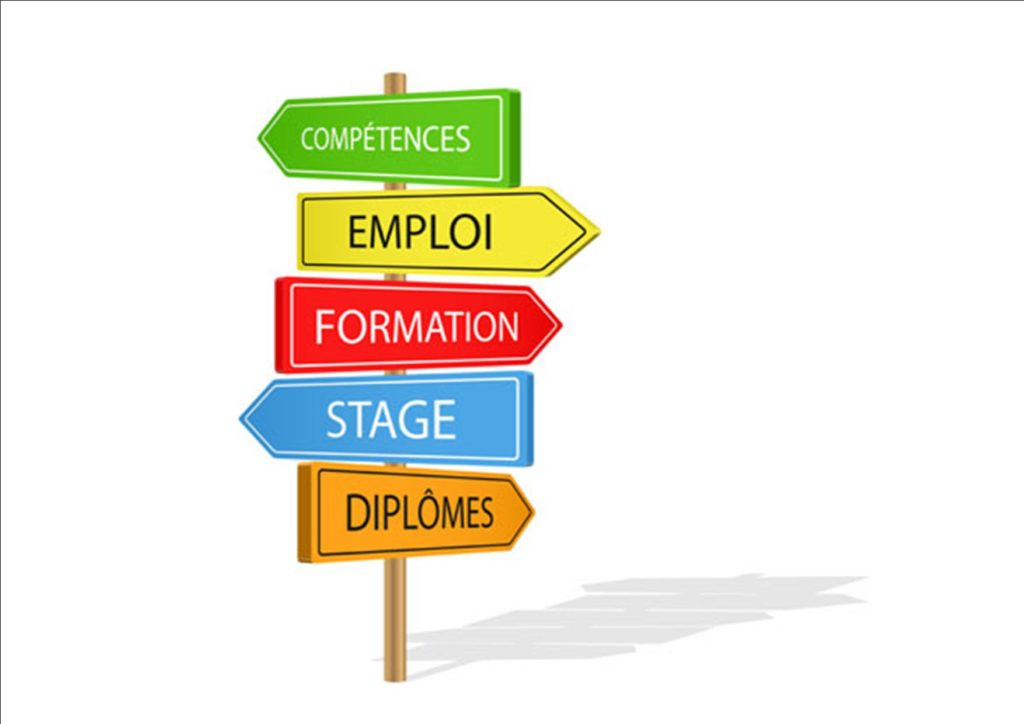 COMPÉTENCES
EMPLOI
FORMATION
STAGE
DIPLÔMES